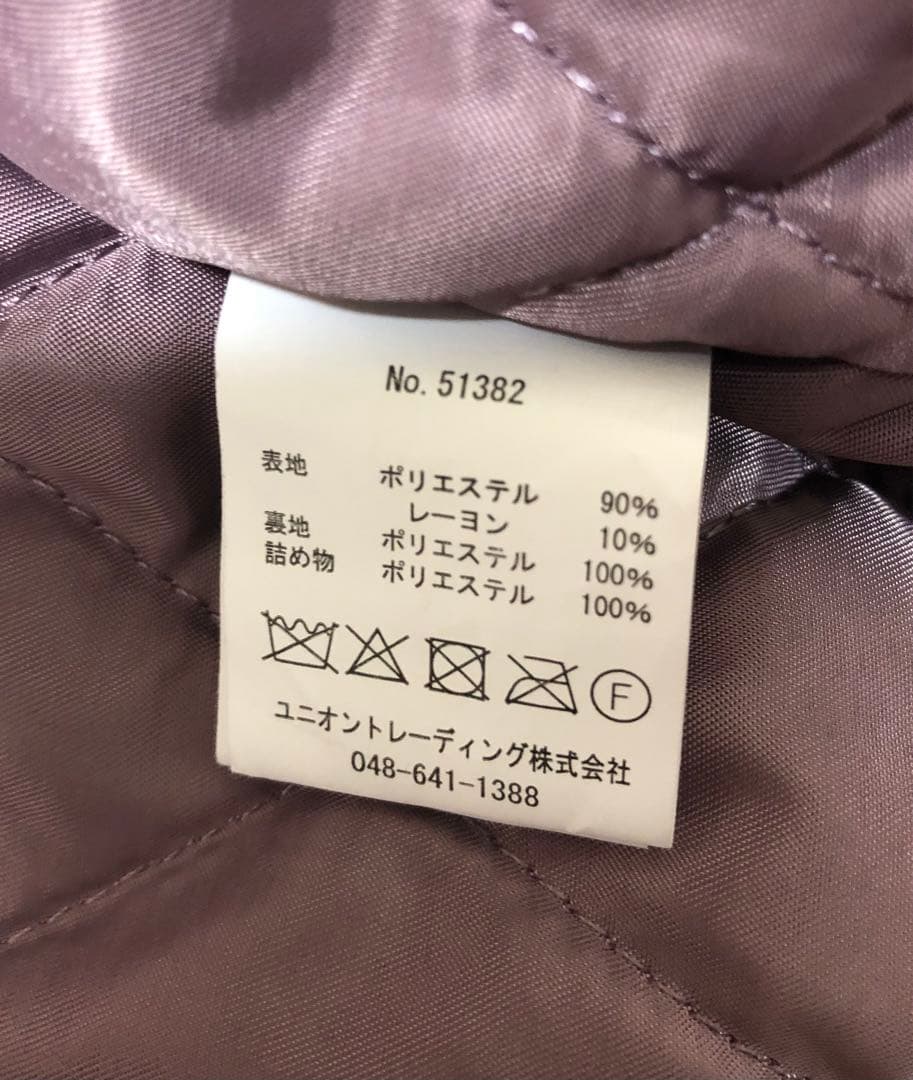 No. 51382
表地 ポリエステル 90%
レーヨン 10%
裏地 ポリエステル 100%
詰め物 ポリエステル 100%
F
ユニオントレーディング株式会社
048-641-1388